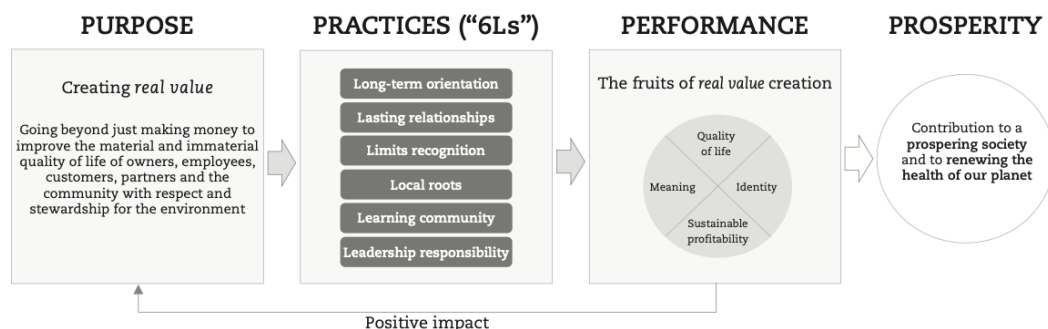 PURPOSE
Creating real value
Going beyond just making money to
improve the material and immaterial
quality of life of owners, employees,
customers, partners and the
community with respect and
stewardship for the environment
PRACTICES (“6Ls”)
Long-term orientation
Lasting relationships
Limits recognition
Local roots
Learning community
Leadership responsibility
PERFORMANCE
The fruits of real value creation
Quality
of life
Meaning
Identity
Sustainable
profitability
PROSPERITY
Contribution to a
prospering society
and to renewing the
health of our planet
Positive impact